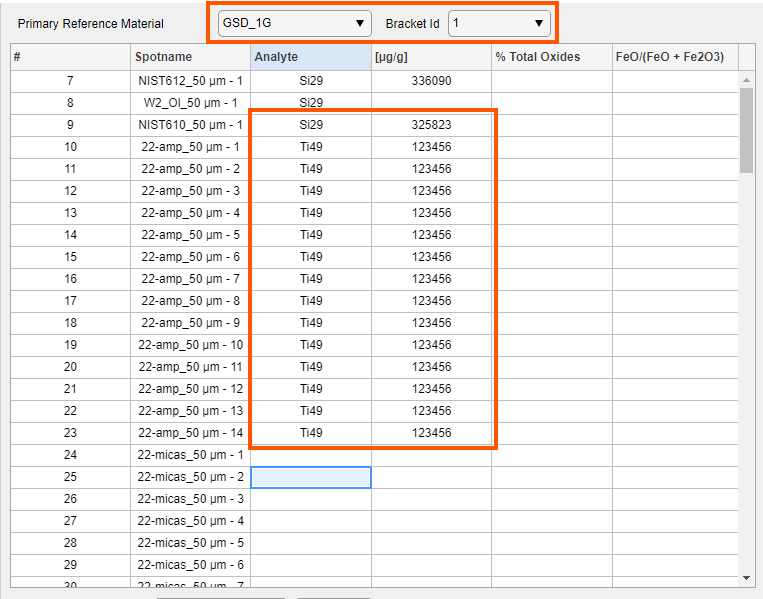 Primary Reference Material GSD_1G Bracket Id 1
# Spotname Analyte [µg/g] % Total Oxides FeO/(FeO + Fe2O3)
7 NIST612_50 µm - 1 Si29 336090
8 W2_Ol_50 µm - 1 Si29
9 NIST610_50 µm - 1 Si29 325823
10 22-amp_50 µm - 1 Ti49 123456
11 22-amp_50 µm - 2 Ti49 123456
12 22-amp_50 µm - 3 Ti49 123456
13 22-amp_50 µm - 4 Ti49 123456
14 22-amp_50 µm - 5 Ti49 123456
15 22-amp_50 µm - 6 Ti49 123456
16 22-amp_50 µm - 7 Ti49 123456
17 22-amp_50 µm - 8 Ti49 123456
18 22-amp_50 µm - 9 Ti49 123456
19 22-amp_50 µm - 10 Ti49 123456
20 22-amp_50 µm - 11 Ti49 123456
21 22-amp_50 µm - 12 Ti49 123456
22 22-amp_50 µm - 13 Ti49 123456
23 22-amp_50 µm - 14 Ti49 123456
24 22-micas_50 µm - 1
25 22-micas_50 µm - 2
26 22-micas_50 µm - 3
27 22-micas_50 µm - 4
28 22-micas_50 µm - 5
29 22-micas_50 µm - 6
30 22-micas_50 µm - 7